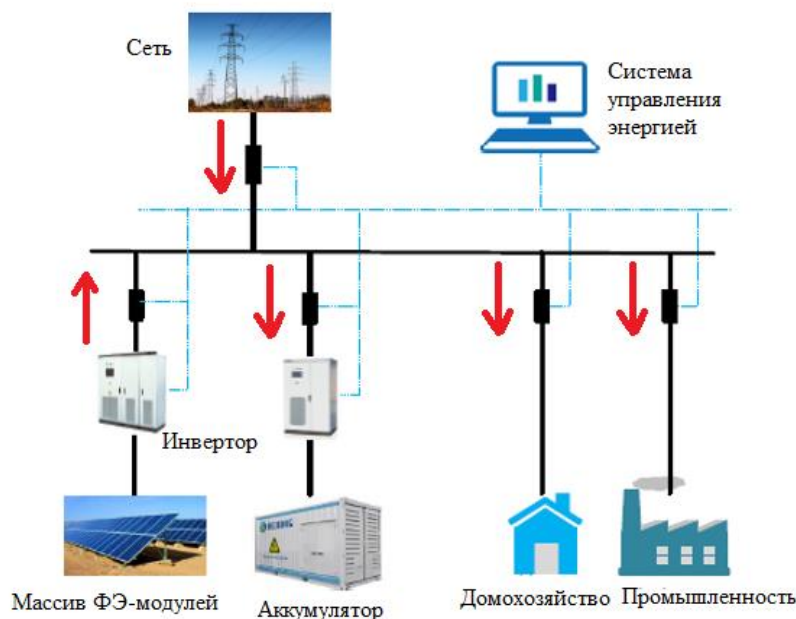 Сеть
Система
управления
энергией
Инвертор
Массив ФЭ-модулей
Аккумулятор
Домохозяйство
Промышленность